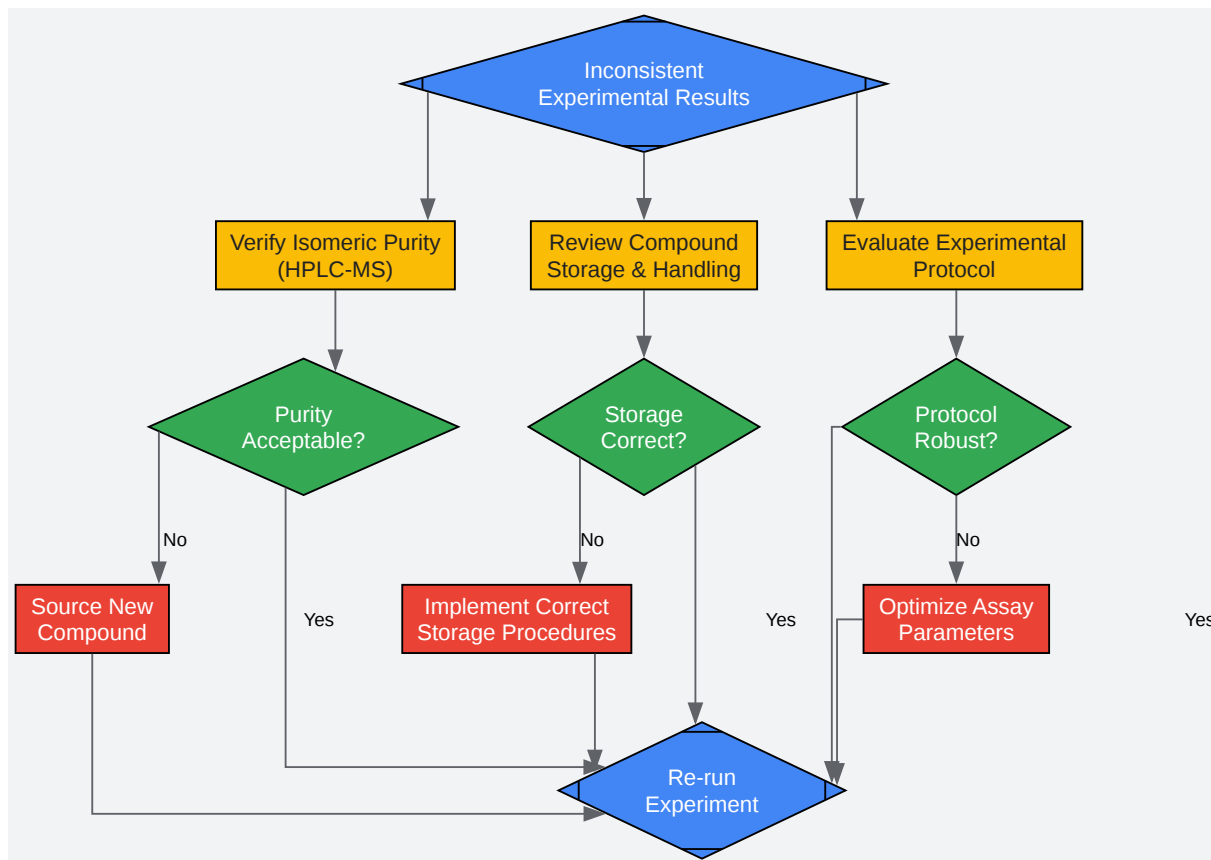 Inconsistent
Experimental Results
Verify Isomeric Purity
(HPLC-MS)
Review Compound
Storage & Handling
Evaluate Experimental
Protocol
Purity
Acceptable?
Storage
Correct?
Protocol
Robust?
No
No
No
Source New
Compound
Yes
Implement Correct
Storage Procedures
Yes
Optimize Assay
Parameters
Yes
Re-run
Experiment